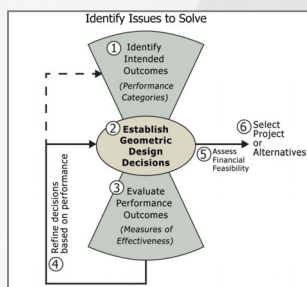 Identify Issues to Solve
① Identify
Intended
Outcomes
(Performance
Categories)
② Establish
Geometric
Design
Decisions
③ Evaluate
Performance
Outcomes
(Measures of
Effectiveness)
④ Refine decisions
based on performance
⑤ Assess
Financial
Feasibility
⑥ Select
Project
or
Alternatives